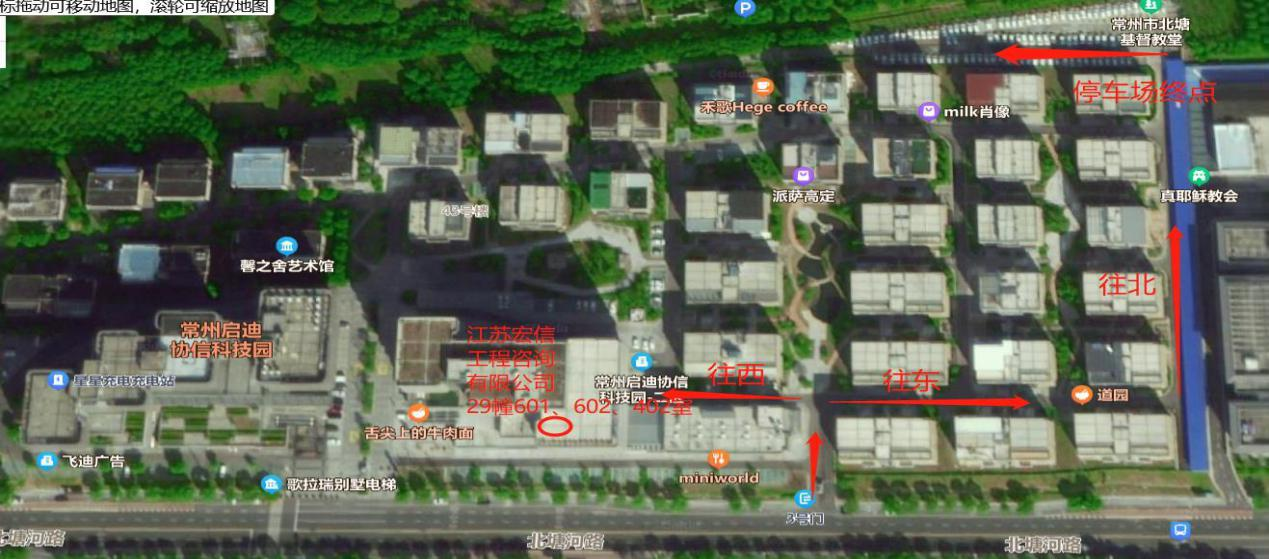 标拖动可移动地图，滚轮可缩放地图
P
常州市北塘
基督教堂
停车场终点
禾歌Hege coffee
milk肖像
派萨高定
真耶稣教会
45号楼
馨之舍艺术馆
往北
常州启迪
协信科技园
江苏宏信
工程咨询
有限公司
29幢601、602、402室
常州启迪协信
往西
往东
星星充电充电站
道园
舌尖上的牛肉面
飞迪广告
miniworld
歌拉瑞别墅电梯
3号门
北塘河路
北塘河路
北塘河路